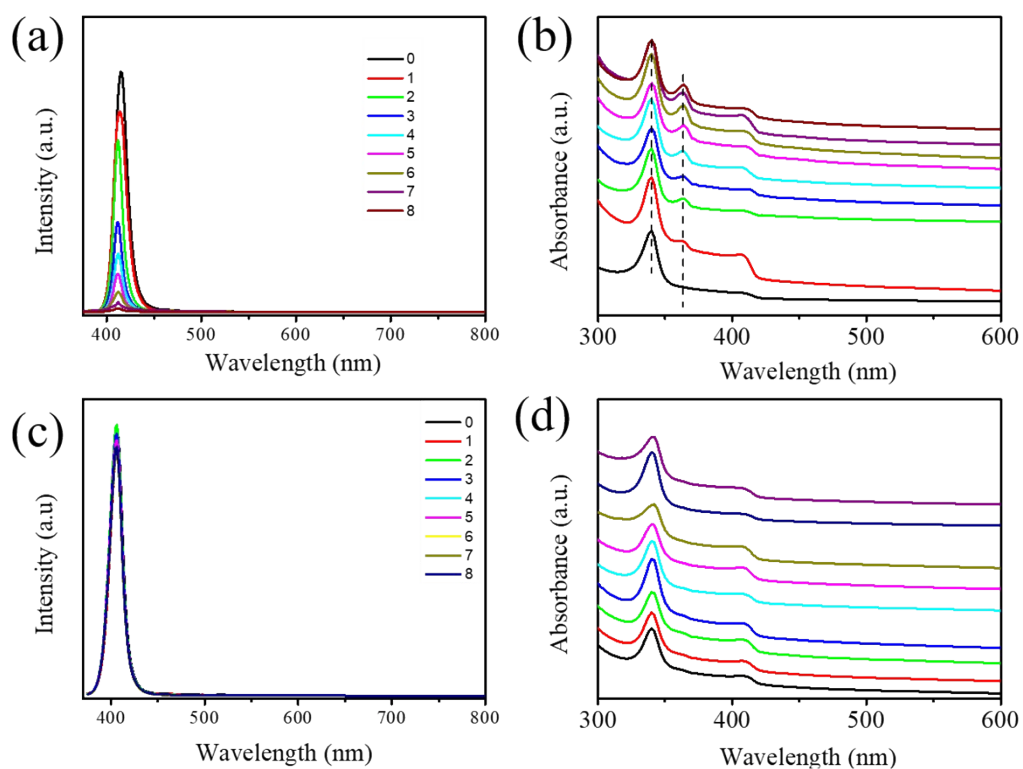 (a)
Intensity (a.u.)
0
1
2
3
4
5
6
7
8
400 500 600 700 800
Wavelength (nm)
(b)
Absorbance (a.u.)
300 400 500 600
Wavelength (nm)
(c)
Intensity (a.u)
0
1
2
3
4
5
6
7
8
400 500 600 700 800
Wavelength (nm)
(d)
Absorbance (a.u.)
300 400 500 600
Wavelength (nm)